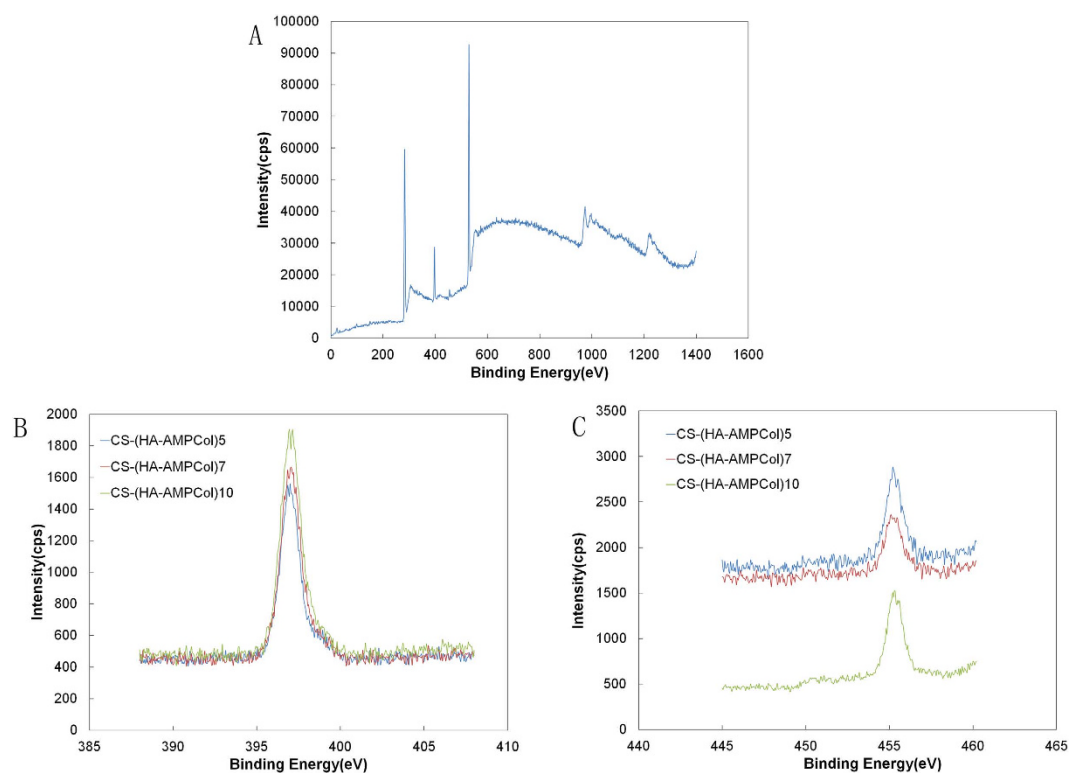 A
100000
90000
80000
70000
60000
50000
40000
30000
20000
10000
0
Intensity(cps)
0 200 400 600 800 1000 1200 1400 1600
Binding Energy(eV)
B
2000
1800
1600
1400
1200
1000
800
600
400
200
0
Intensity(cps)
CS-(HA-AMPCol)5
CS-(HA-AMPCol)7
CS-(HA-AMPCol)10
385 390 395 400 405 410
Binding Energy(eV)
C
3500
3000
2500
2000
1500
1000
500
0
Intensity(cps)
CS-(HA-AMPCol)5
CS-(HA-AMPCol)7
CS-(HA-AMPCol)10
440 445 450 455 460 465
Binding Energy(eV)